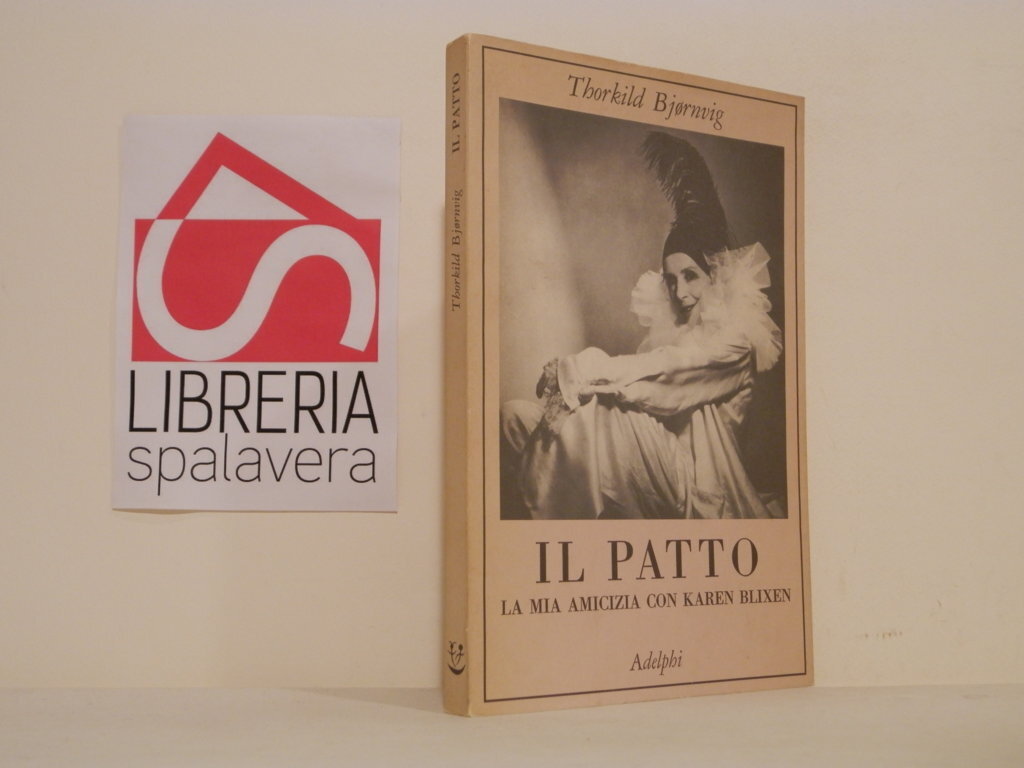 LIBRERIA
spalavera
Thorkild Bjørnvig IL PATTO
Thorkild Bjørnvig
IL PATTO
LA MIA AMICIZIA CON KAREN BLIXEN
Adelphi